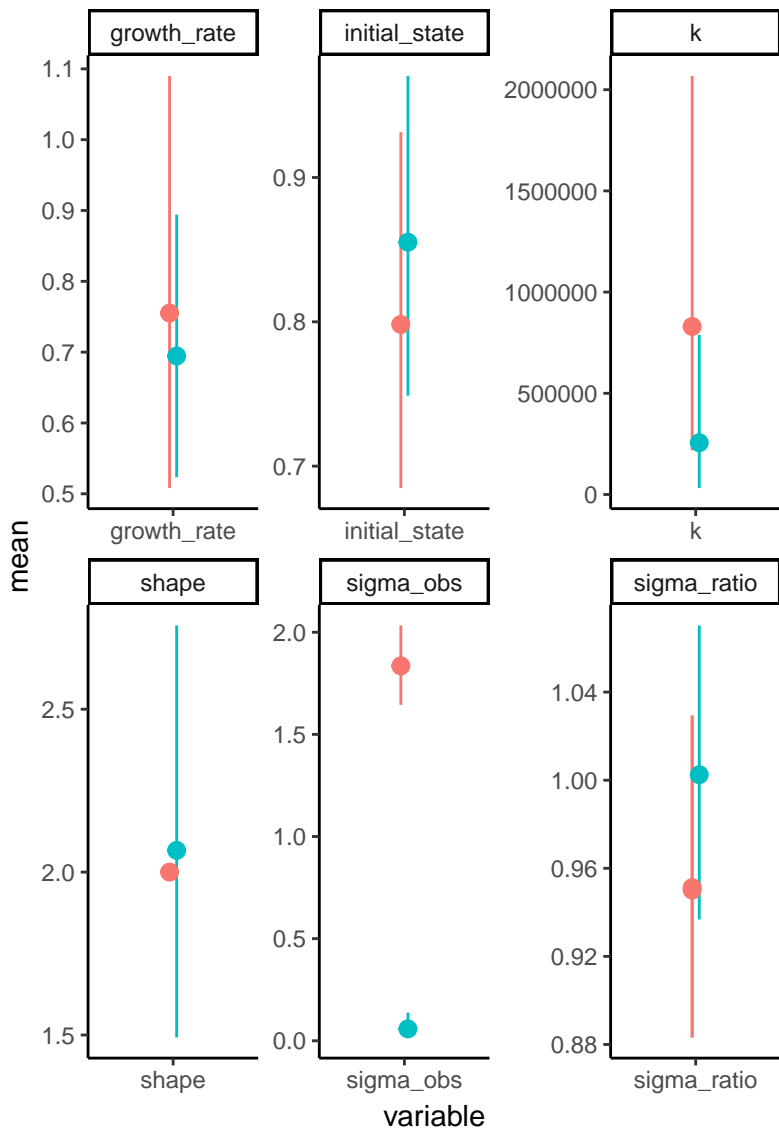 growth_rate
initial_state
k
1.1
1.0
0.9
0.8
0.7
0.6
0.5
0.9
0.8
0.7
2000000
1500000
1000000
500000
0
growth_rate
initial_state
k
mean
shape
sigma_obs
sigma_ratio
2.5
2.0
1.5
2.0
1.5
1.0
0.5
0.0
1.04
1.00
0.96
0.92
0.88
shape
sigma_obs
sigma_ratio
variable